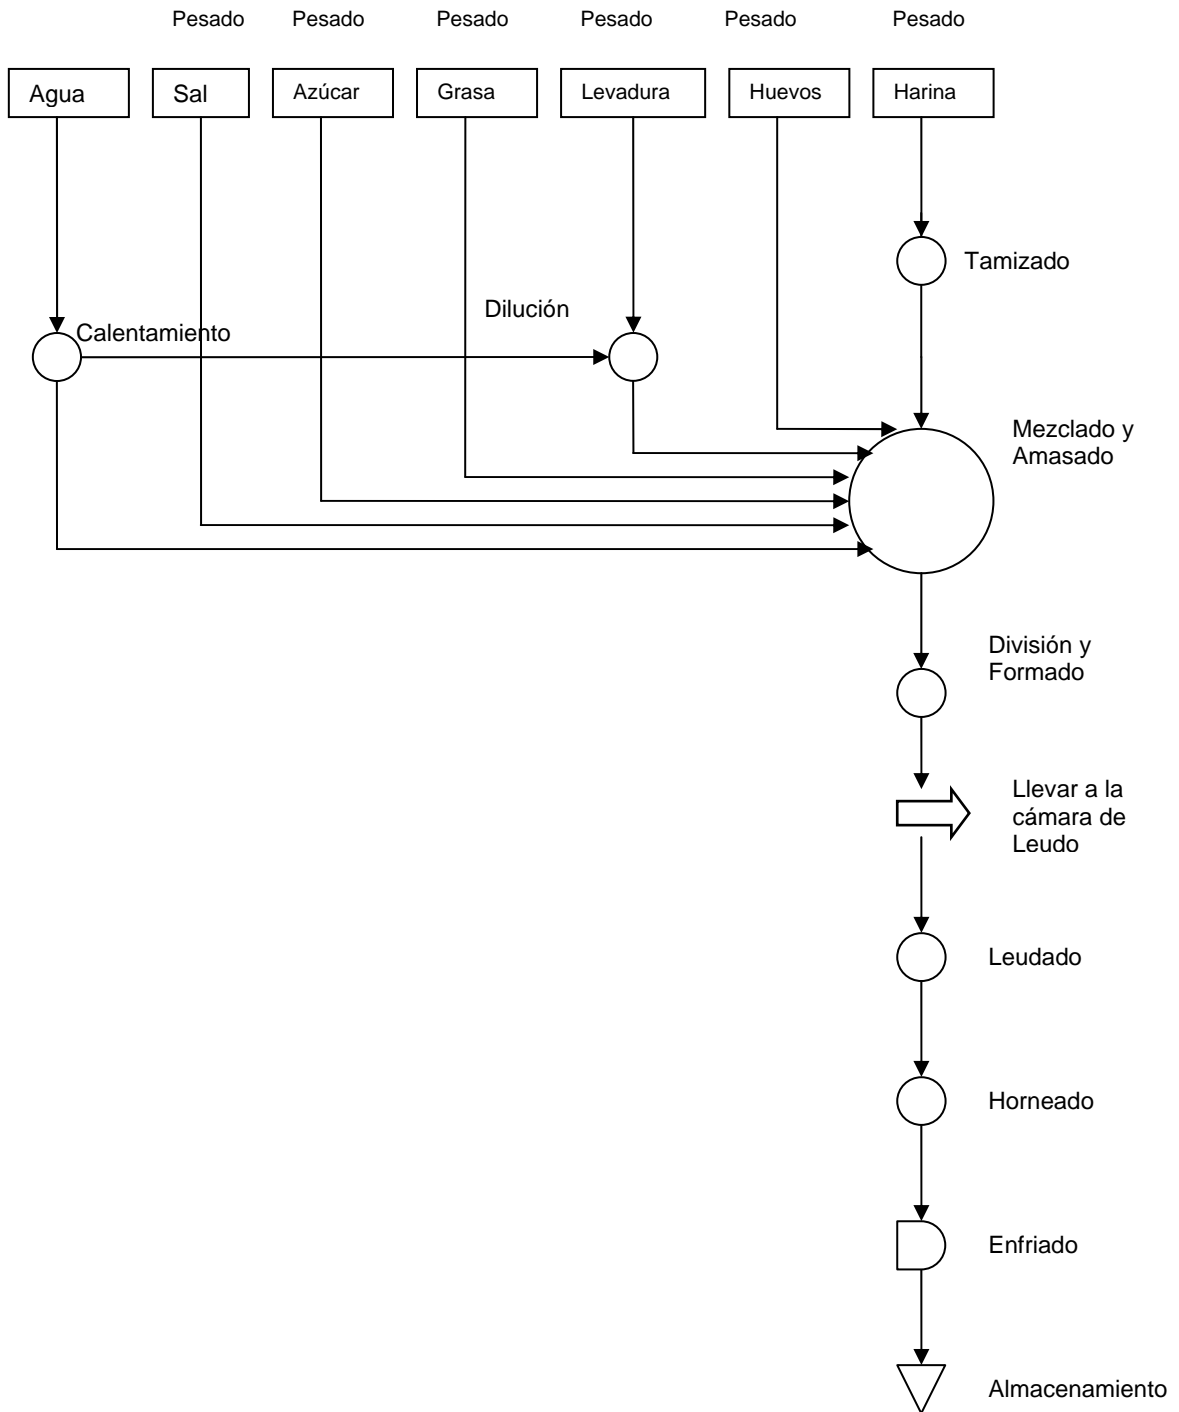 Pesado Pesado Pesado Pesado Pesado Pesado
Agua Sal Azúcar Grasa Levadura Huevos Harina
Tamizado
Dilución
Calentamiento
Mezclado y
Amasado
División y
Formado
Llevar a la
cámara de
Leudo
Leudado
Horneado
Enfriado
Almacenamiento